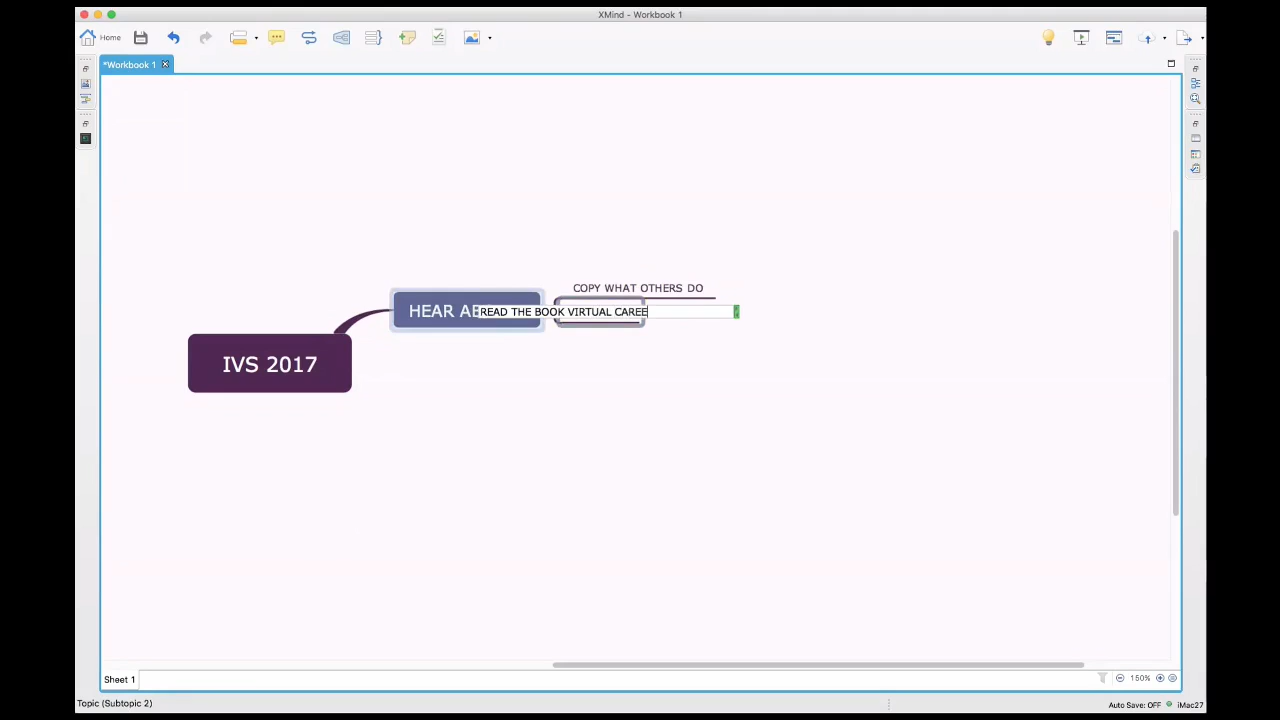 XMind - Workbook 1
Home
*Workbook 1
COPY WHAT OTHERS DO
HEAR
READ THE BOOK VIRTUAL CAREE
IVS 2017
Sheet 1
150%
Topic (Subtopic 2)
Auto Save: OFF
iMac27